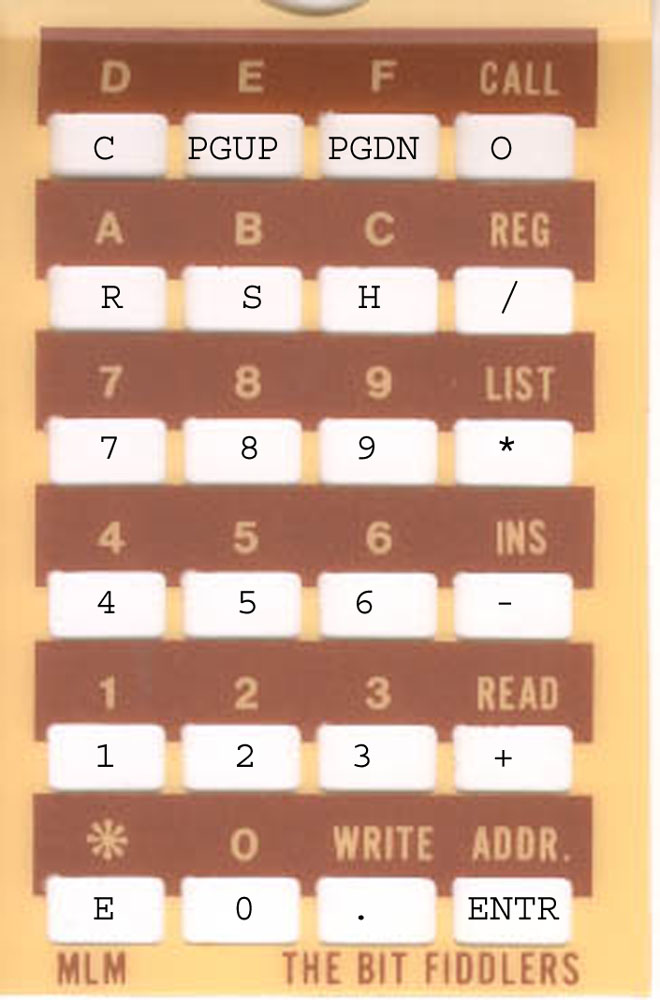 D E F CALL
C PGUP PGDN O
A B C REG
R S H /
7 8 9 LIST
7 8 9 *
4 5 6 INS
4 5 6 -
1 2 3 READ
1 2 3 +
* 0 WRITE ADDR.
E 0 . ENTR
MLM THE BIT FIDDLERS